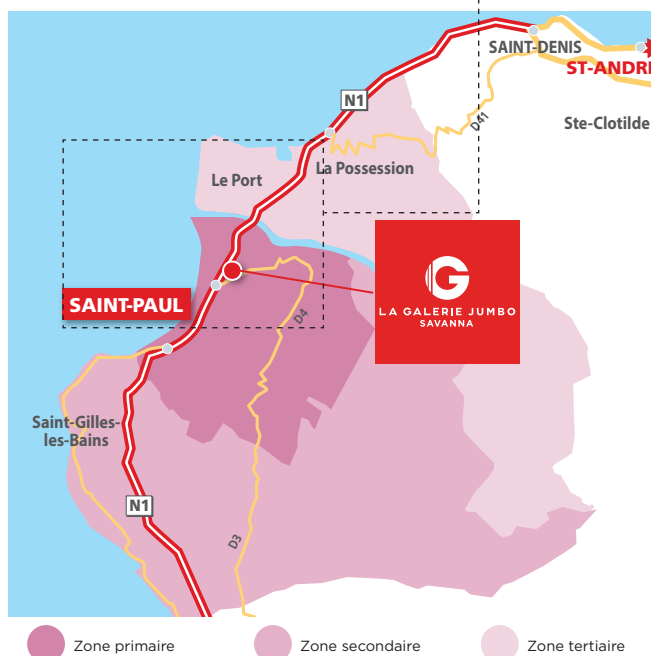 SAINT-DENIS
ST-ANDRE
N1
D41
Ste-Clotilde
La Possession
Le Port
LA GALERIE JUMBO
SAVANNA
SAINT-PAUL
D4
Saint-Gilles-
les-Bains
N1
D3
Zone primaire
Zone secondaire
Zone tertiaire